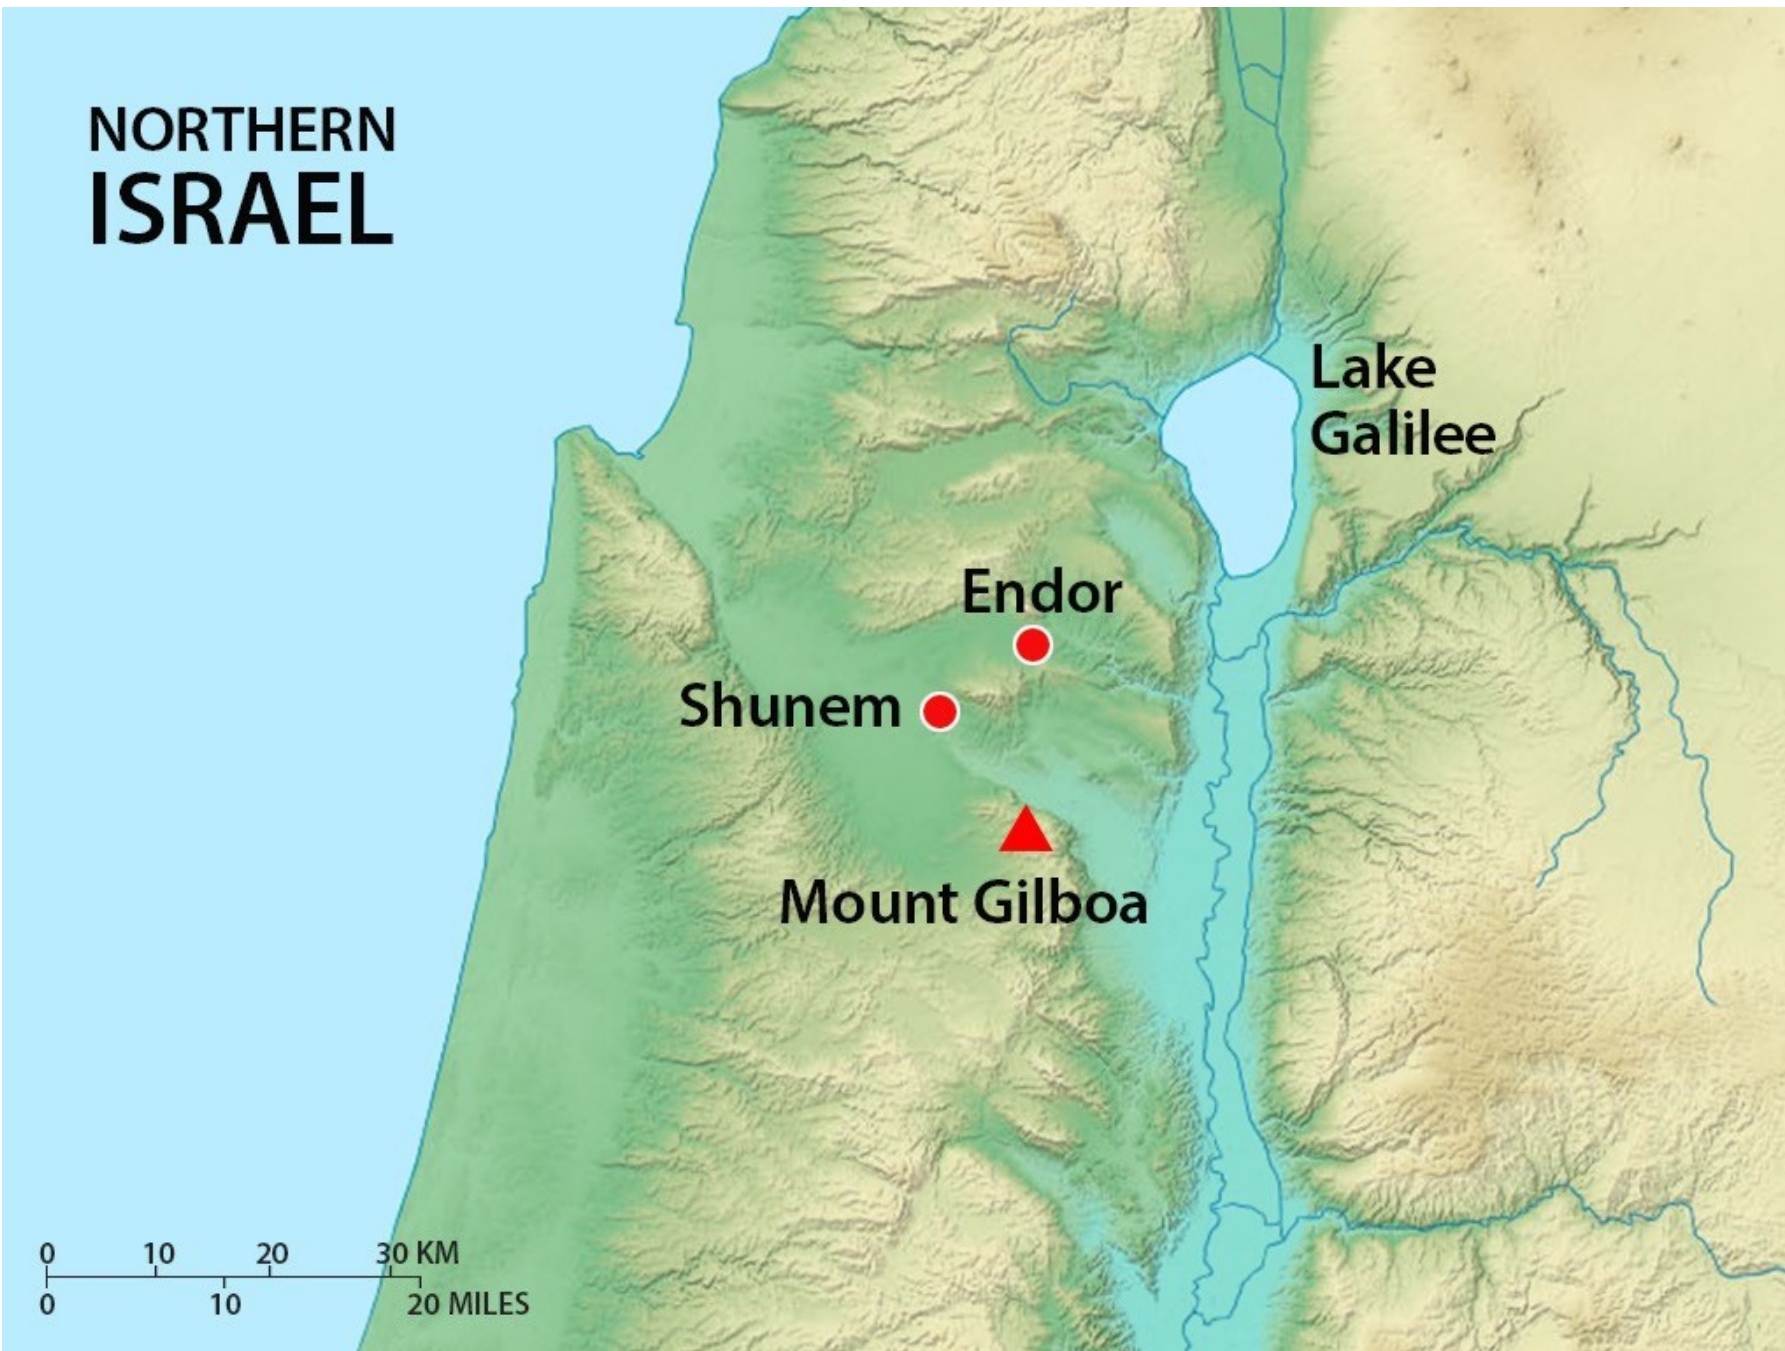 NORTHERN
ISRAEL
Lake
Galilee
Endor
Shunem
Mount Gilboa
0 10 20 30 KM
0 10 20 MILES